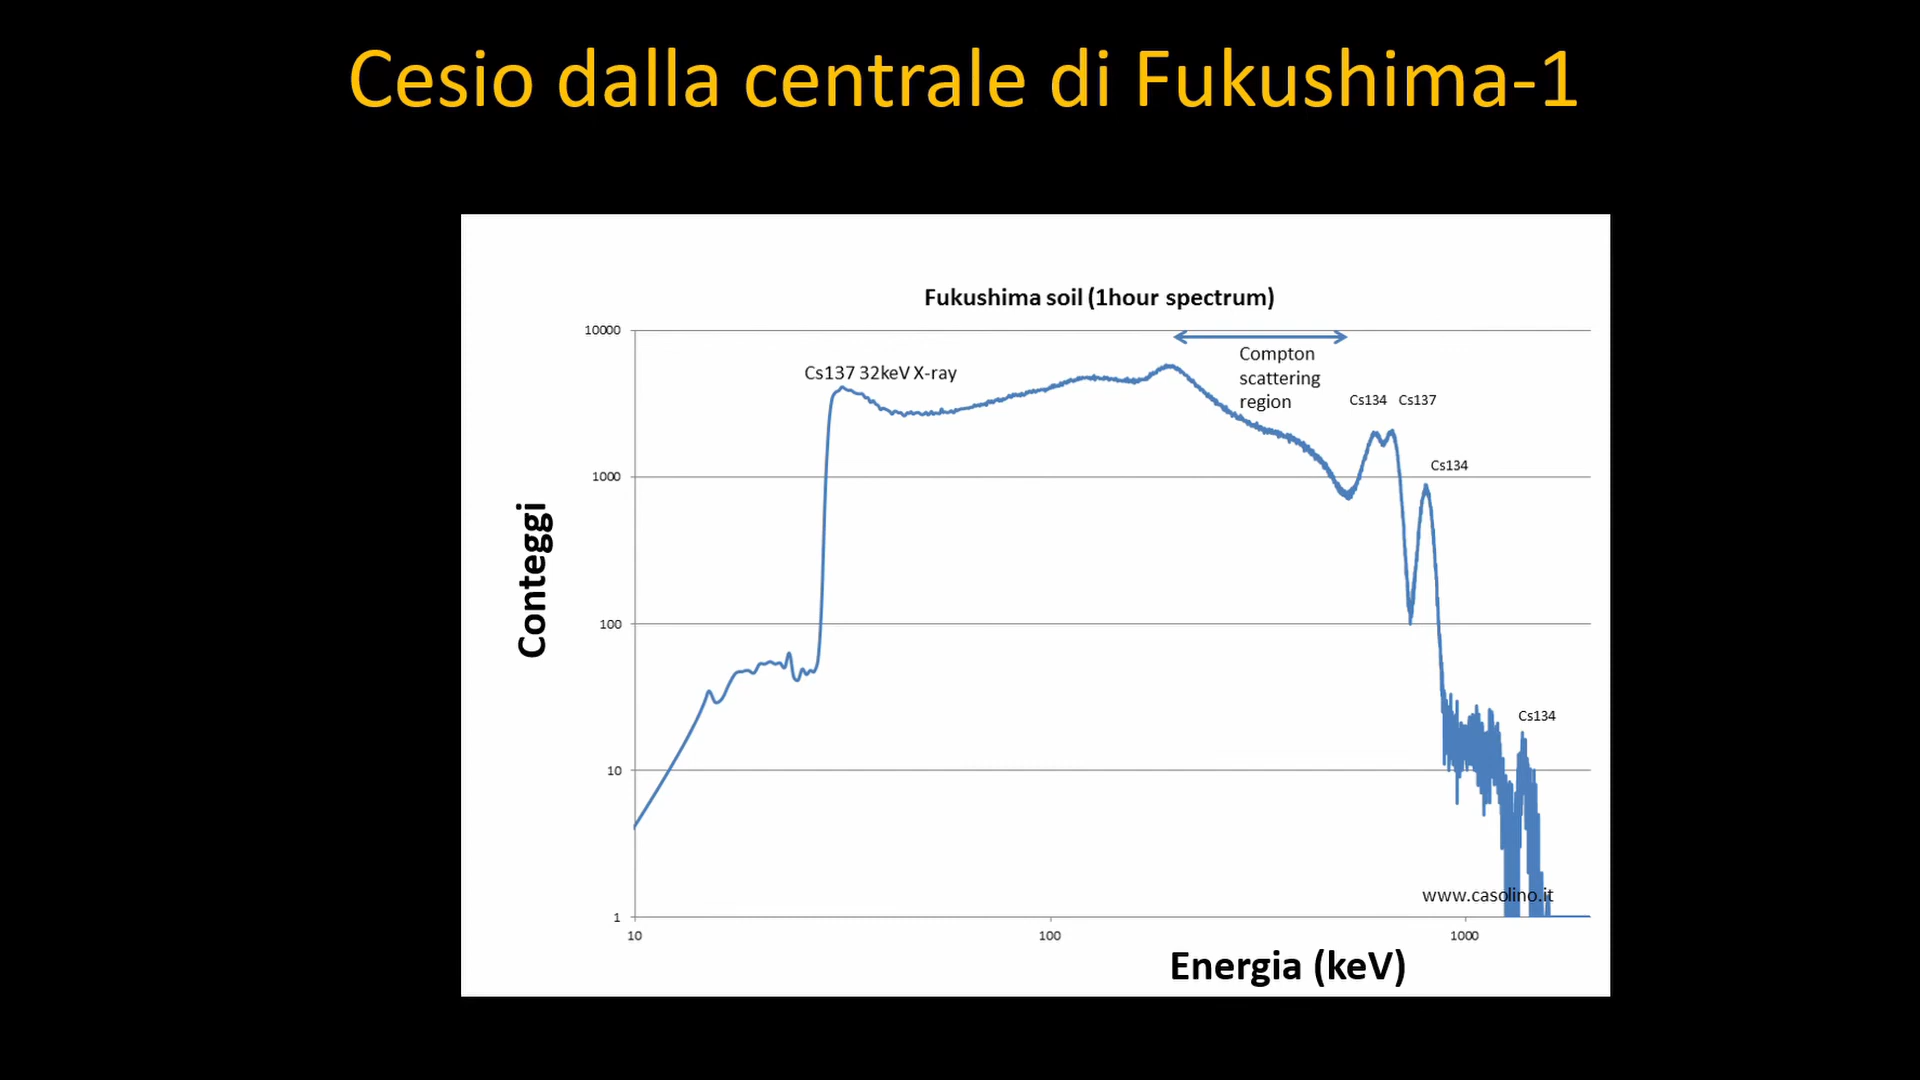 Cesio dalla centrale di Fukushima-1
Fukushima soil (1hour spectrum)
10000
Compton
scattering
region
Cs137 32keV X-ray
Cs134 Cs137
Cs134
1000
Conteggi
100
Cs134
10
www.casolino.it
1
10 100 1000
Energia (keV)